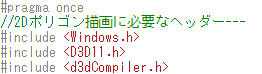 #pragma once
//2Dポリゴン描画に必要なヘッダー---
#include <Windows.h>
#include <D3D11.h>
#include <d3dCompiler.h>